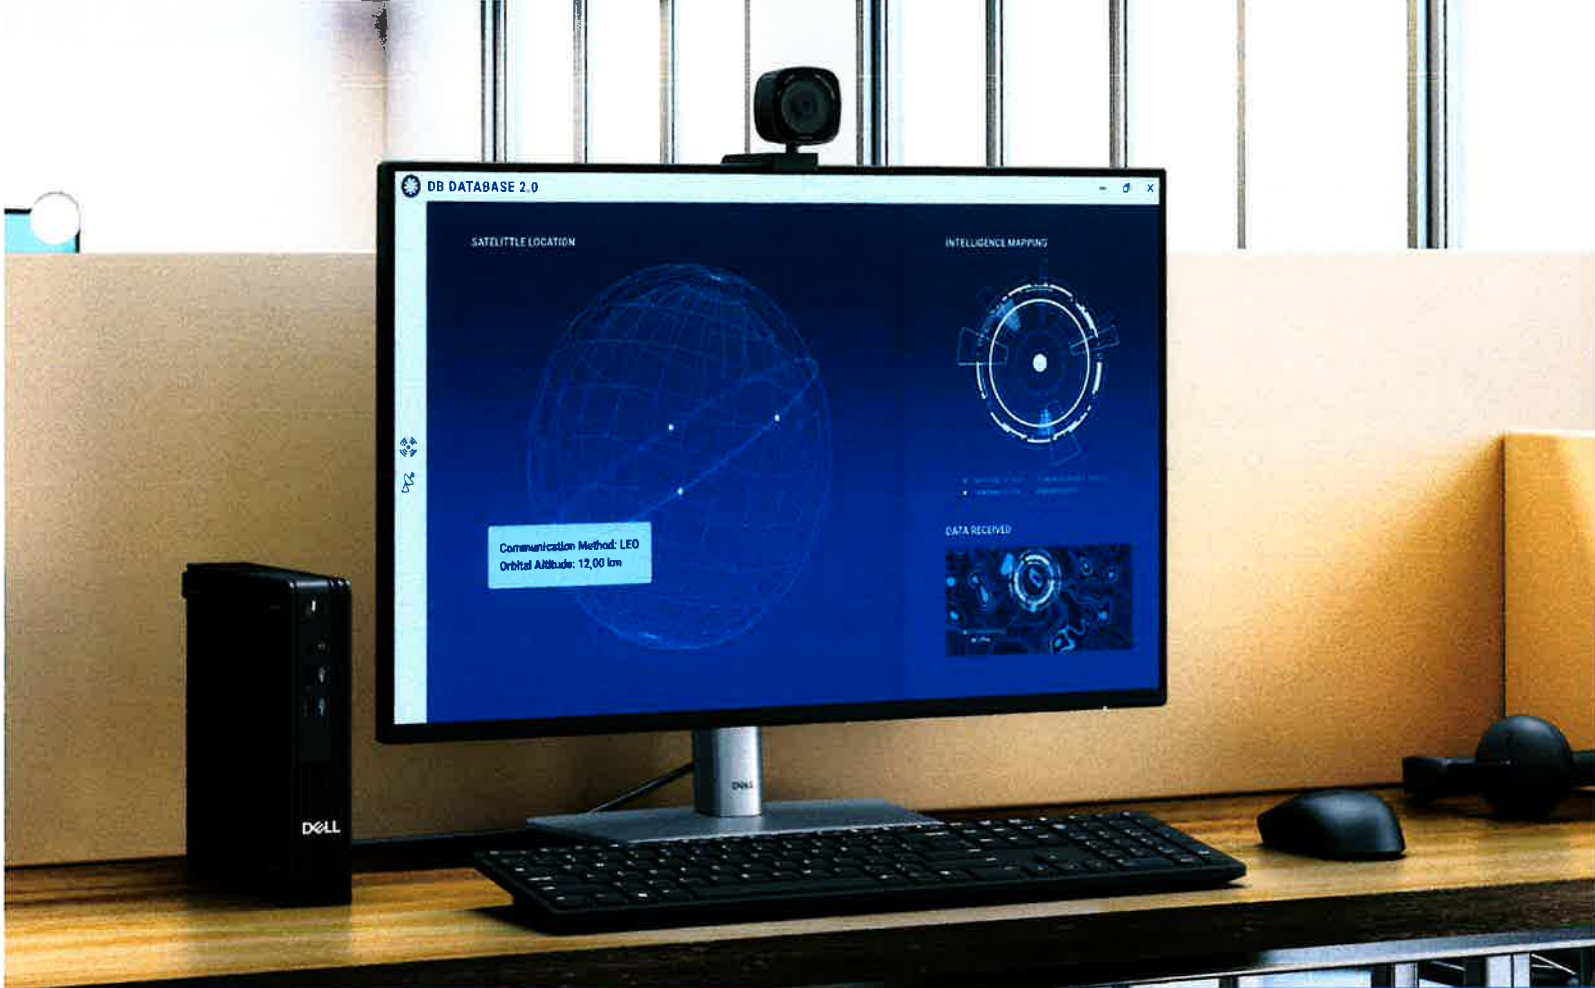 DB DATABASE 2.0
SATELITTLE LOCATION
INTELLIGENCE MAPPING
Communication Method: LEO
Orbital Altitude: 12,00 km
DATA RECEIVED
DELL
DELL